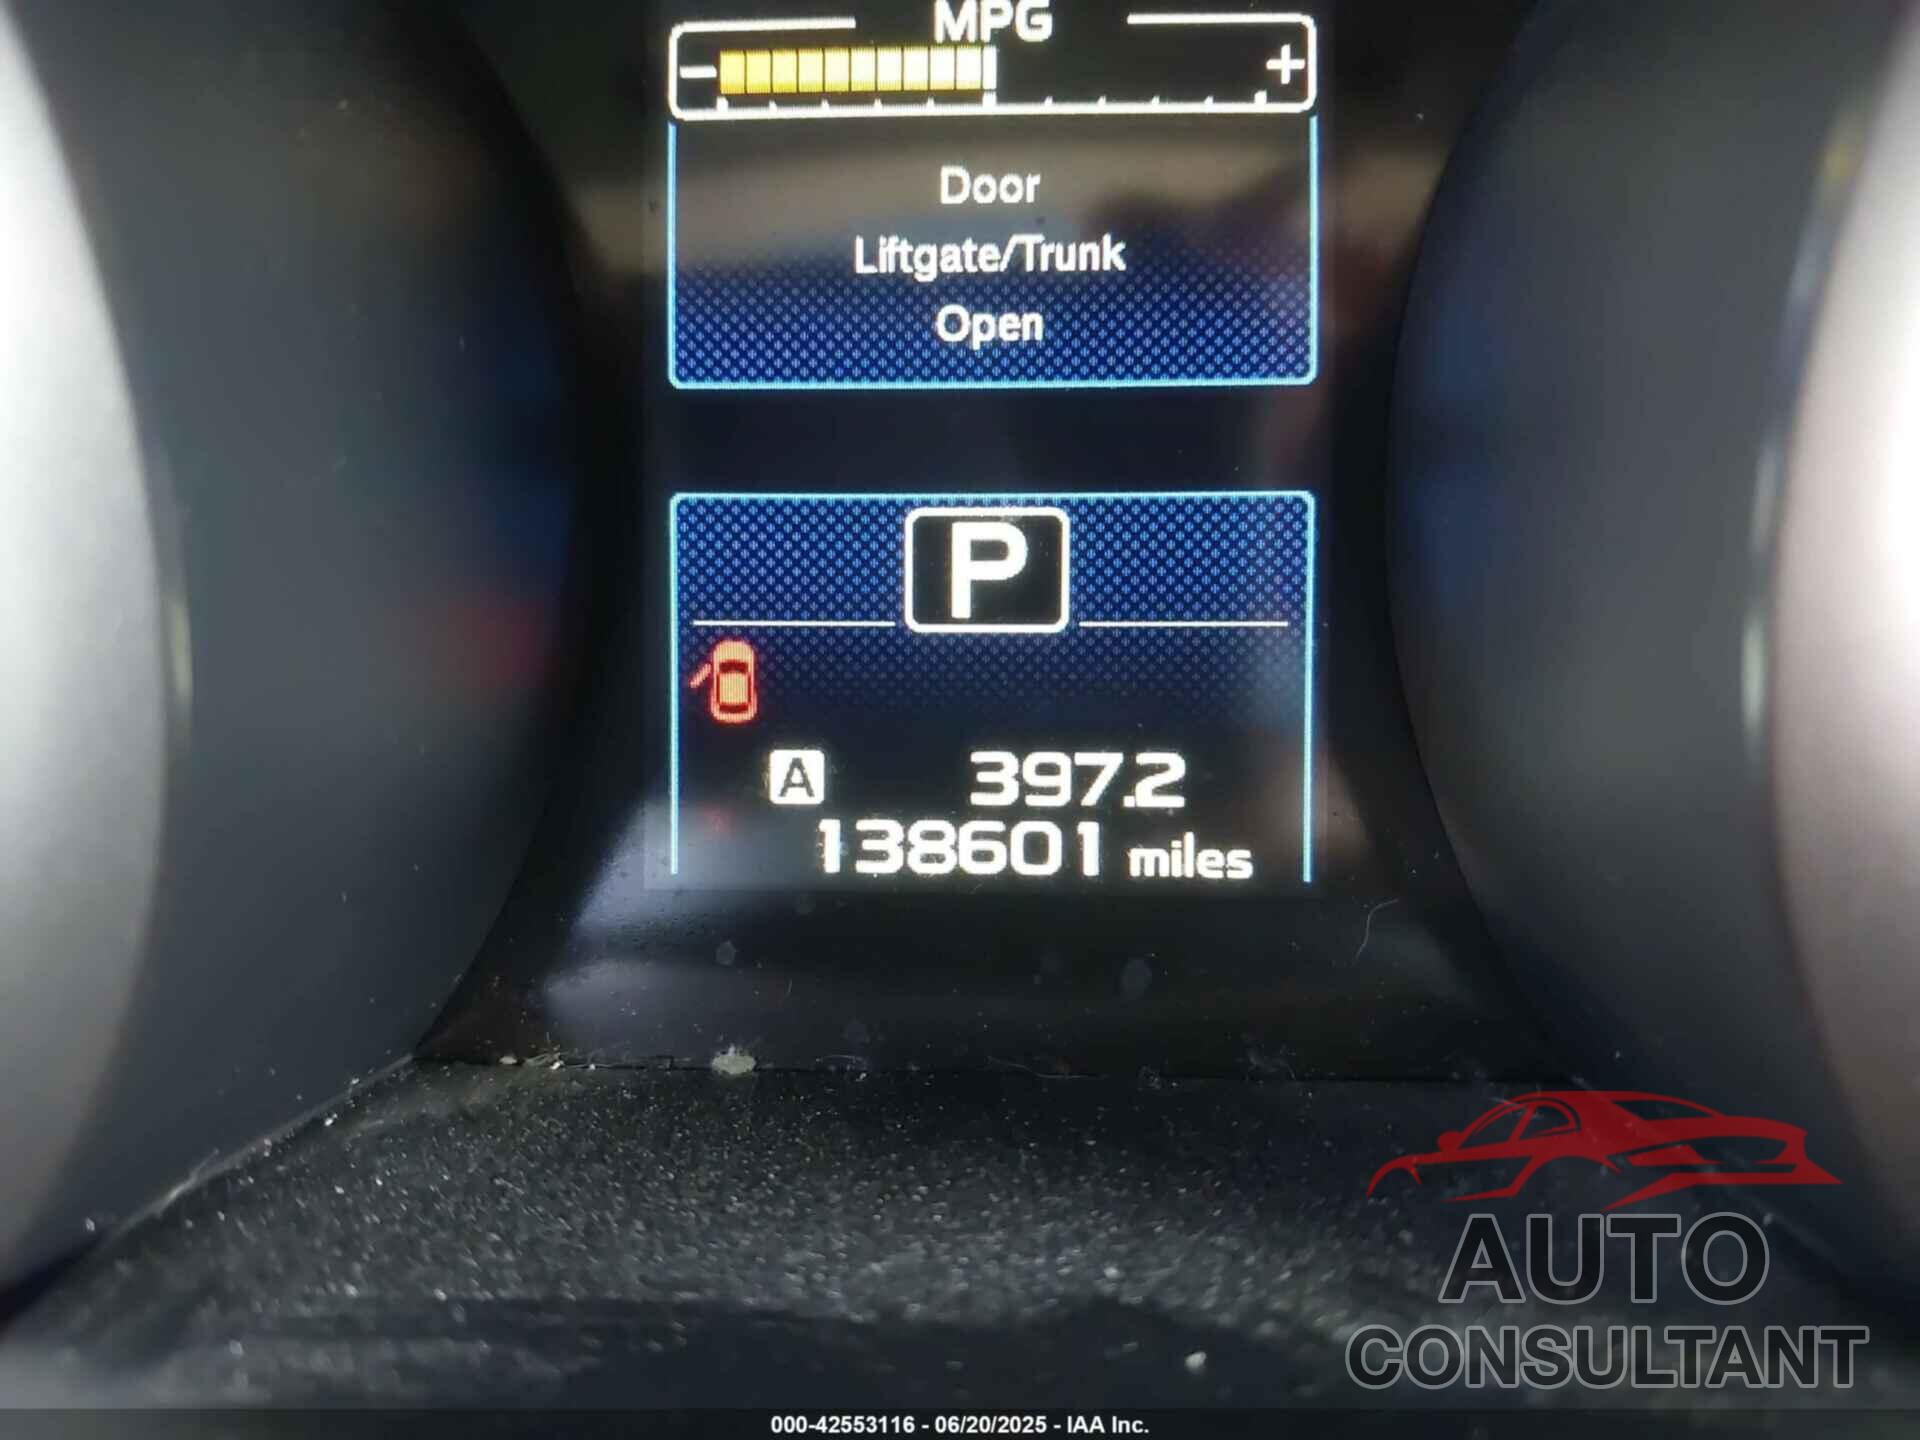 MPG
− +
Door
Liftgate/Trunk
Open
P
A 397.2
138601 miles
AUTO
CONSULTANT
000-42553116 - 06/20/2025 - IAA Inc.